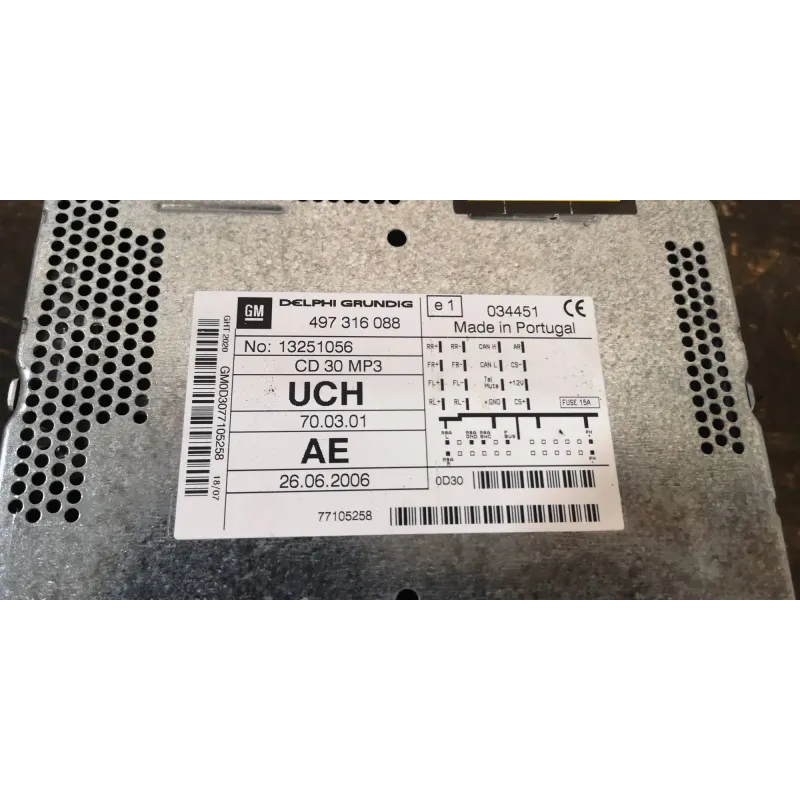 GM
DELPHI GRUNDIG
497 316 088
e1
034451
CE
Made in Portugal
No: 13251056
CD 30 MP3
UCH
70.03.01
AE
26.06.2006
77105258
GHT 2020
GM0D3077105258
18/07
RR+ RR- CAN H AR
FR+ FR- CAN L CS-
FL+ FL- Tel Mute +12V
RL+ RL- +GND CS+
FUSE 15A
0D30